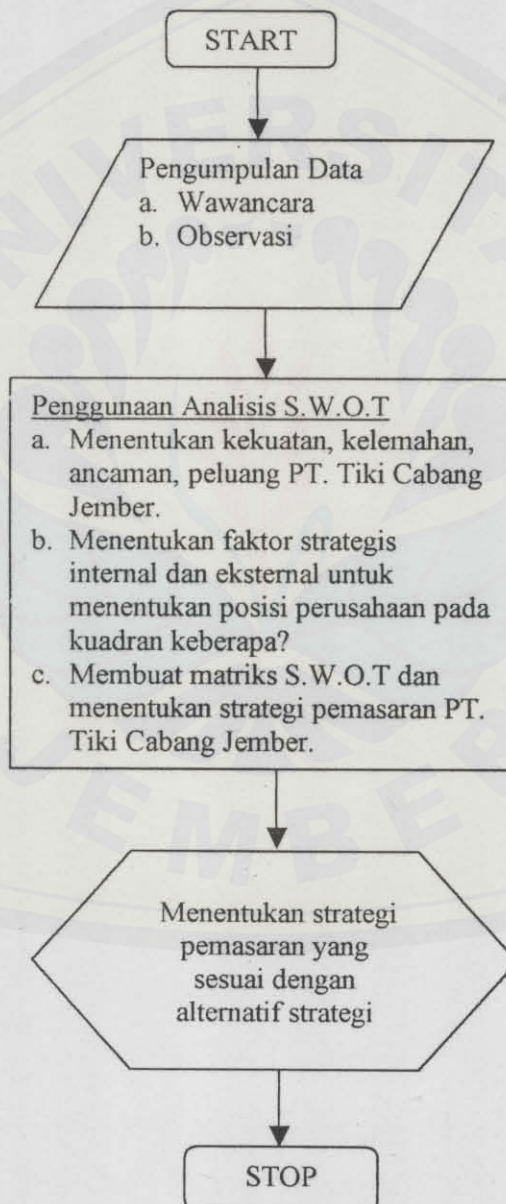 START
Pengumpulan Data
a. Wawancara
b. Observasi
Penggunaan Analisis S.W.O.T
a. Menentukan kekuatan, kelemahan,
ancaman, peluang PT. Tiki Cabang
Jember.
b. Menentukan faktor strategis
internal dan eksternal untuk
menentukan posisi perusahaan pada
kuadran keberapa?
c. Membuat matriks S.W.O.T dan
menentukan strategi pemasaran PT.
Tiki Cabang Jember.
Menentukan strategi
pemasaran yang
sesuai dengan
alternatif strategi
STOP
UNIVERSITA
JEMBER